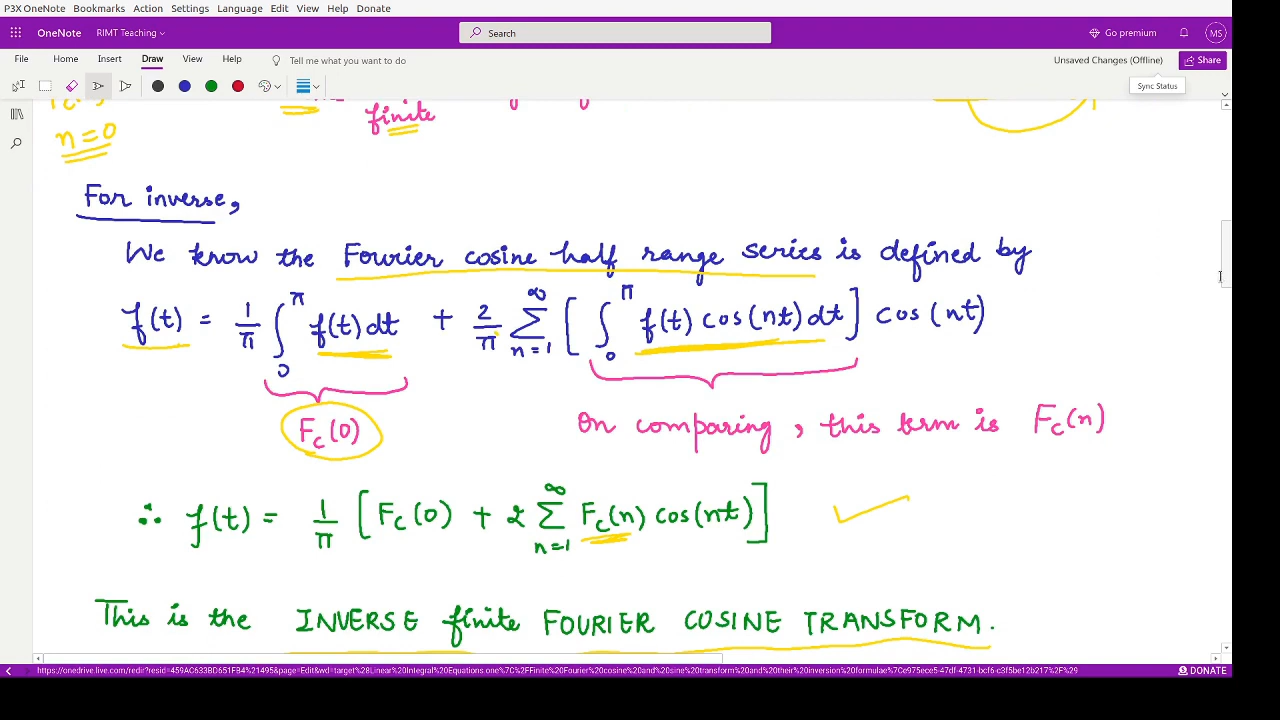 P3X OneNote Bookmarks Action Settings Language Edit View Help Donate
OneNote RIMT Teaching Search Go premium MS
File Home Insert Draw View Help Tell me what you want to do Unsaved Changes (Offline) Share
Sync Status
finite
n=0
For inverse,
We know the Fourier cosine half range series is defined by
f(t) = 1/π ∫₀^π f(t)dt + 2/π ∑_{n=1}^∞ [ ∫₀^π f(t) cos(nt) dt ] cos(nt)
F_c(0)
On comparing, this term is F_c(n)
∴ f(t) = 1/π [ F_c(0) + 2 ∑_{n=1}^∞ F_c(n) cos(nt) ]
This is the INVERSE finite FOURIER COSINE TRANSFORM.
DONATE